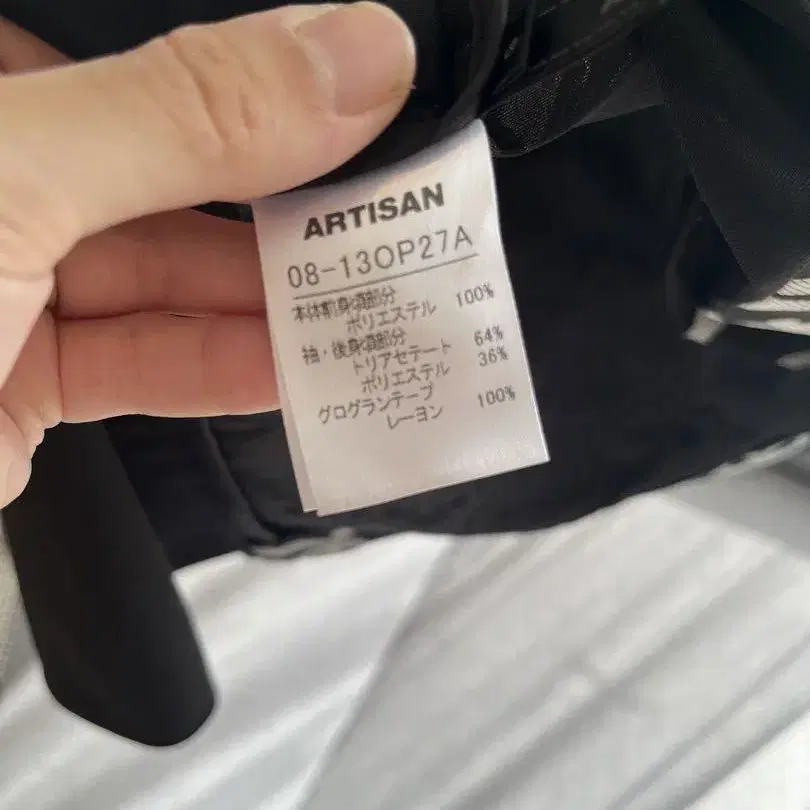 ARTISAN
08-13OP27A
本体前身頃部分
ポリエステル 100%
袖・後身頃部分
トリアセテート 64%
ポリエステル 36%
グログランテープ
レーヨン 100%